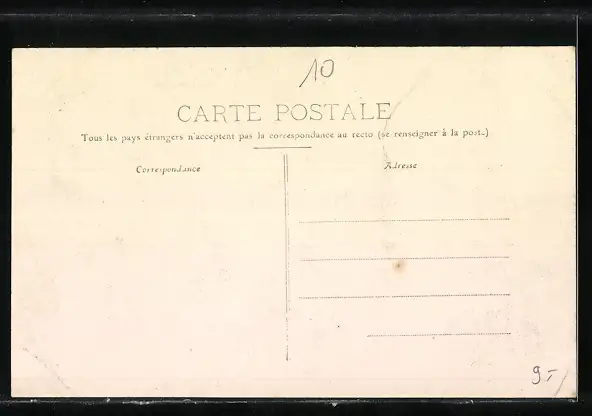 10
CARTE POSTALE
Tous les pays étrangers n'acceptent pas la correspondance au recto (se renseigner à la poste)
Correspondance
Adresse
9.-